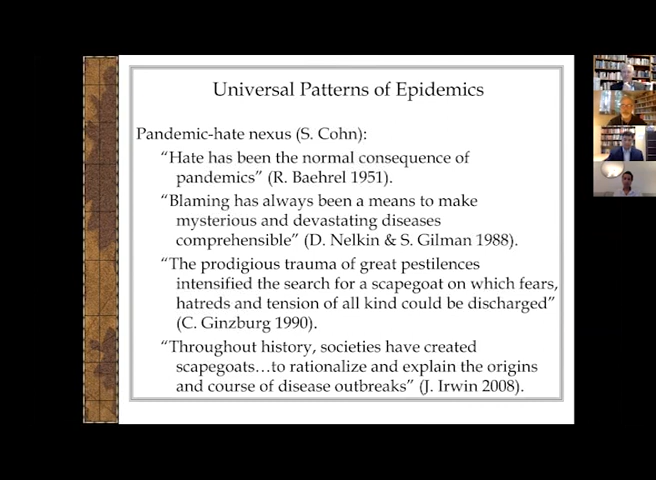 Universal Patterns of Epidemics
Pandemic-hate nexus (S. Cohn):
“Hate has been the normal consequence of
pandemics” (R. Baehrel 1951).
“Blaming has always been a means to make
mysterious and devastating diseases
comprehensible” (D. Nelkin & S. Gilman 1988).
“The prodigious trauma of great pestilences
intensified the search for a scapegoat on which fears,
hatreds and tension of all kind could be discharged”
(C. Ginzburg 1990).
“Throughout history, societies have created
scapegoats…to rationalize and explain the origins
and course of disease outbreaks” (J. Irwin 2008).